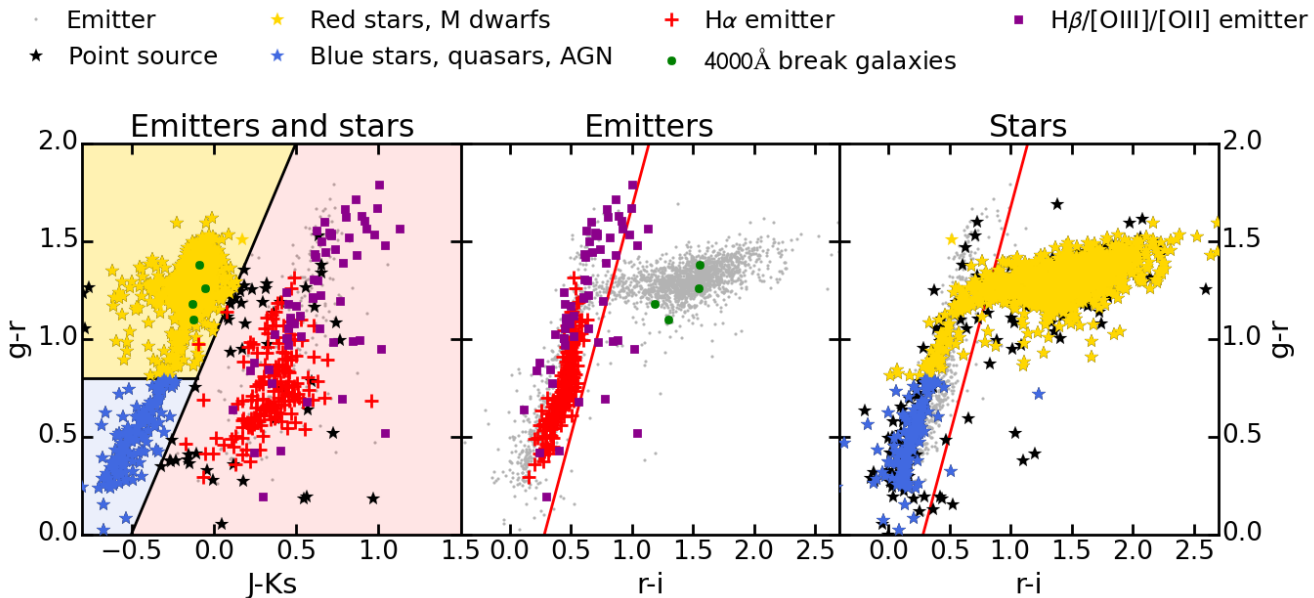 Emitter
Red stars, M dwarfs
Hα emitter
Hβ/[OIII]/[OII] emitter
Point source
Blue stars, quasars, AGN
4000Å break galaxies
Emitters and stars
Emitters
Stars
2.0
1.5
1.0
0.5
0.0
g-r
−0.5 0.0 0.5 1.0 1.5
J-Ks
0.0 0.5 1.0 1.5 2.0 2.5
r-i
0.0 0.5 1.0 1.5 2.0 2.5
r-i
2.0
1.5
1.0
0.5
0.0
g-r